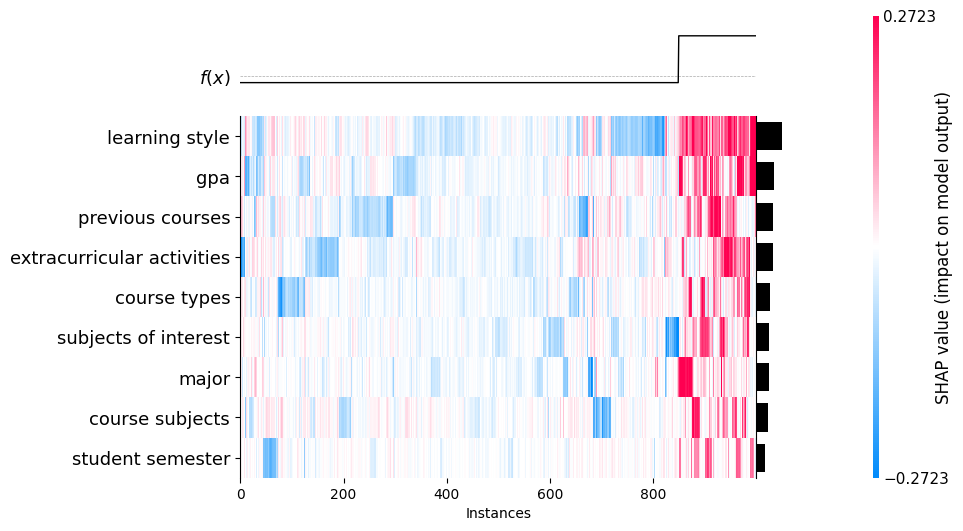 0.2723
f(x)
learning style
gpa
previous courses
extracurricular activities
course types
subjects of interest
major
course subjects
student semester
0 200 400 600 800
Instances
SHAP value (impact on model output)
−0.2723